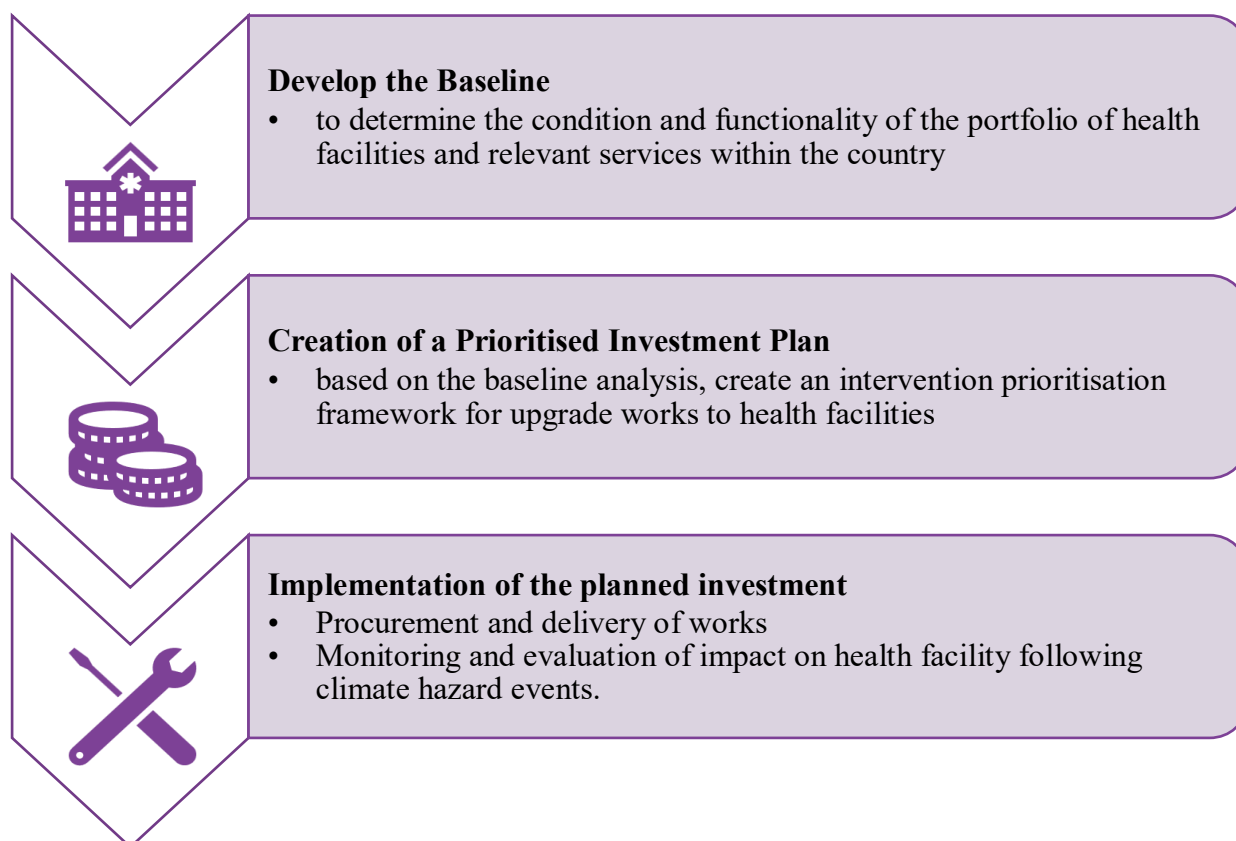 Develop the Baseline
• to determine the condition and functionality of the portfolio of health
facilities and relevant services within the country
Creation of a Prioritised Investment Plan
• based on the baseline analysis, create an intervention prioritisation
framework for upgrade works to health facilities
Implementation of the planned investment
• Procurement and delivery of works
• Monitoring and evaluation of impact on health facility following
climate hazard events.